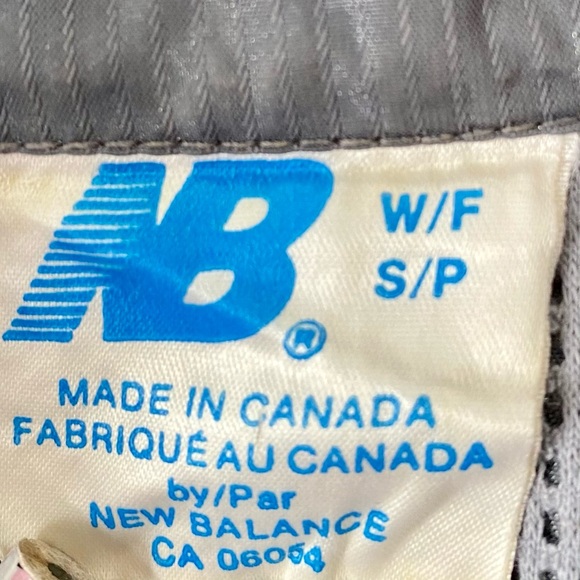 NB®
W/F
S/P
MADE IN CANADA
FABRIQUÉ AU CANADA
by/Par
NEW BALANCE
CA 06054